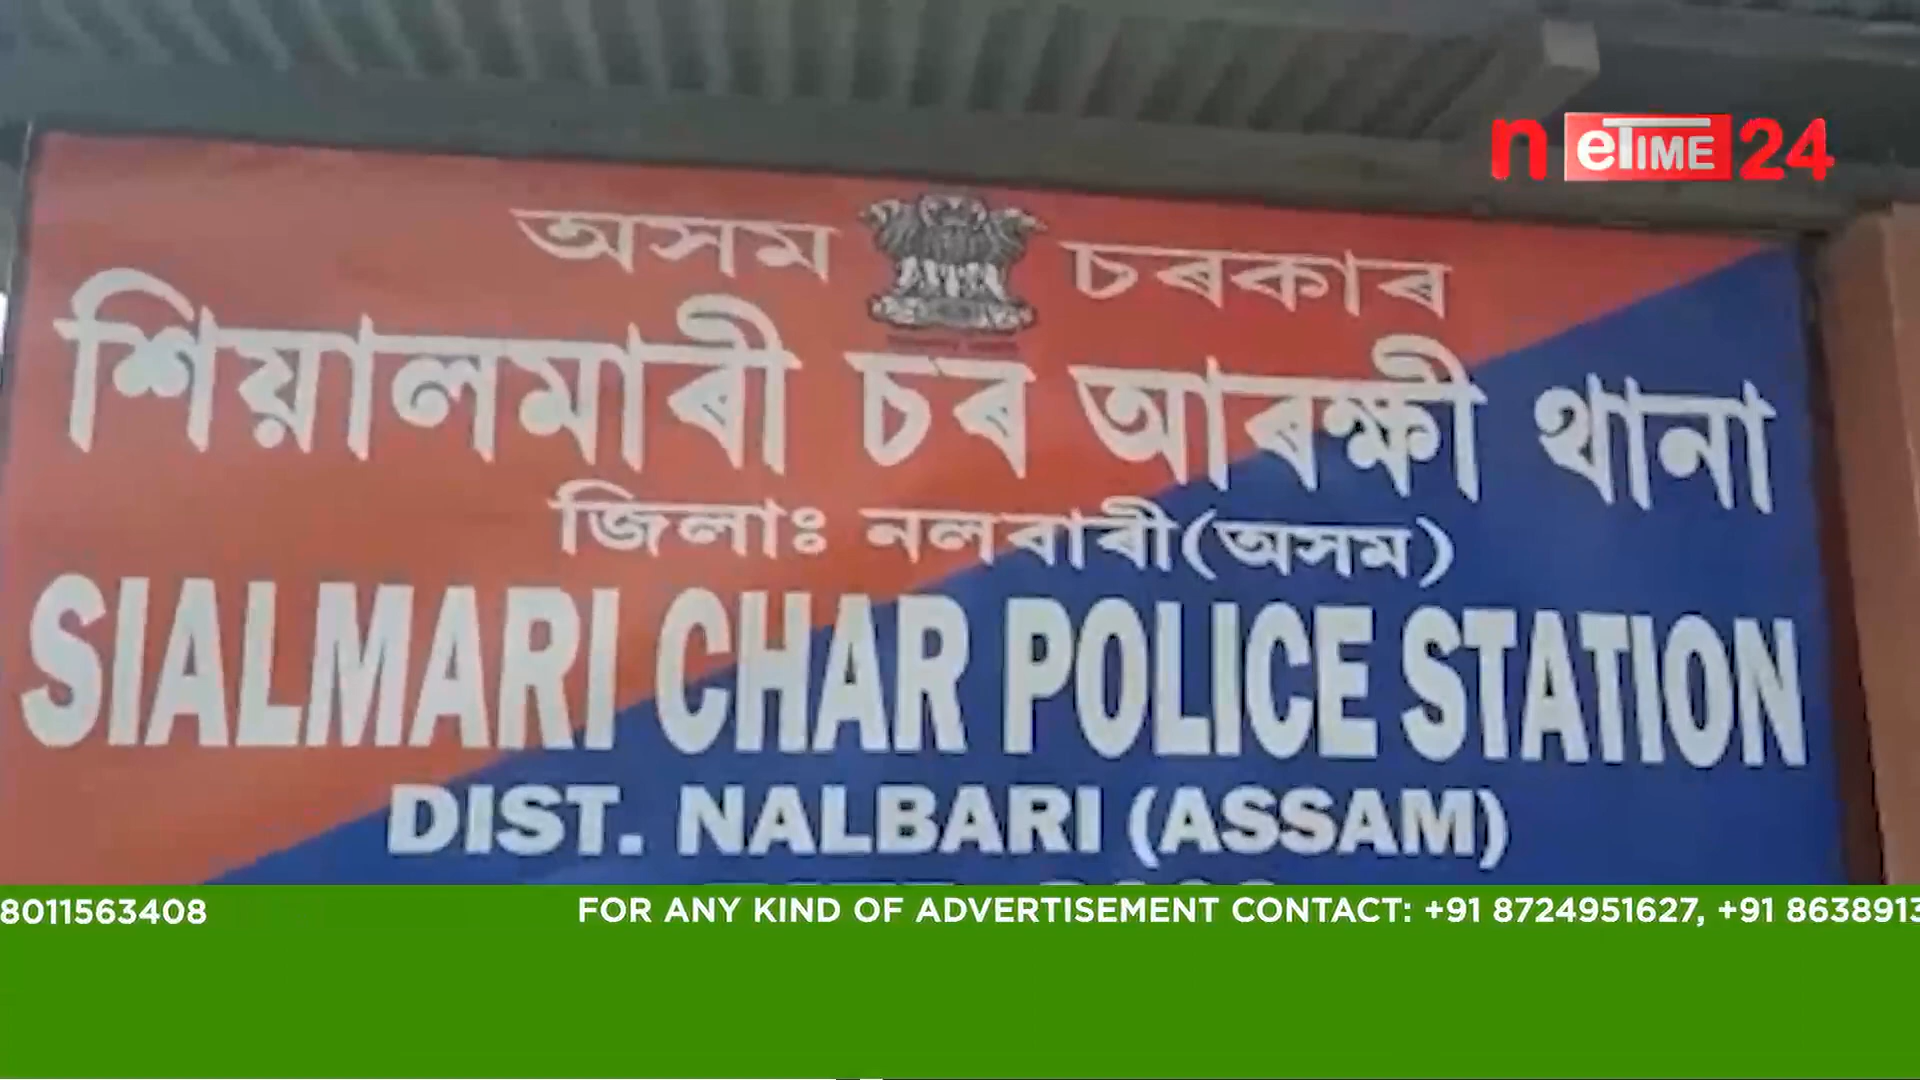 neTIME24
অসম চৰকাৰ
শিয়ালমাৰী চৰ আৰক্ষী থানা
জিলাঃ নলবাৰী(অসম)
SIALMARI CHAR POLICE STATION
DIST. NALBARI (ASSAM)
8011563408 FOR ANY KIND OF ADVERTISEMENT CONTACT: +91 8724951627, +91 8638913